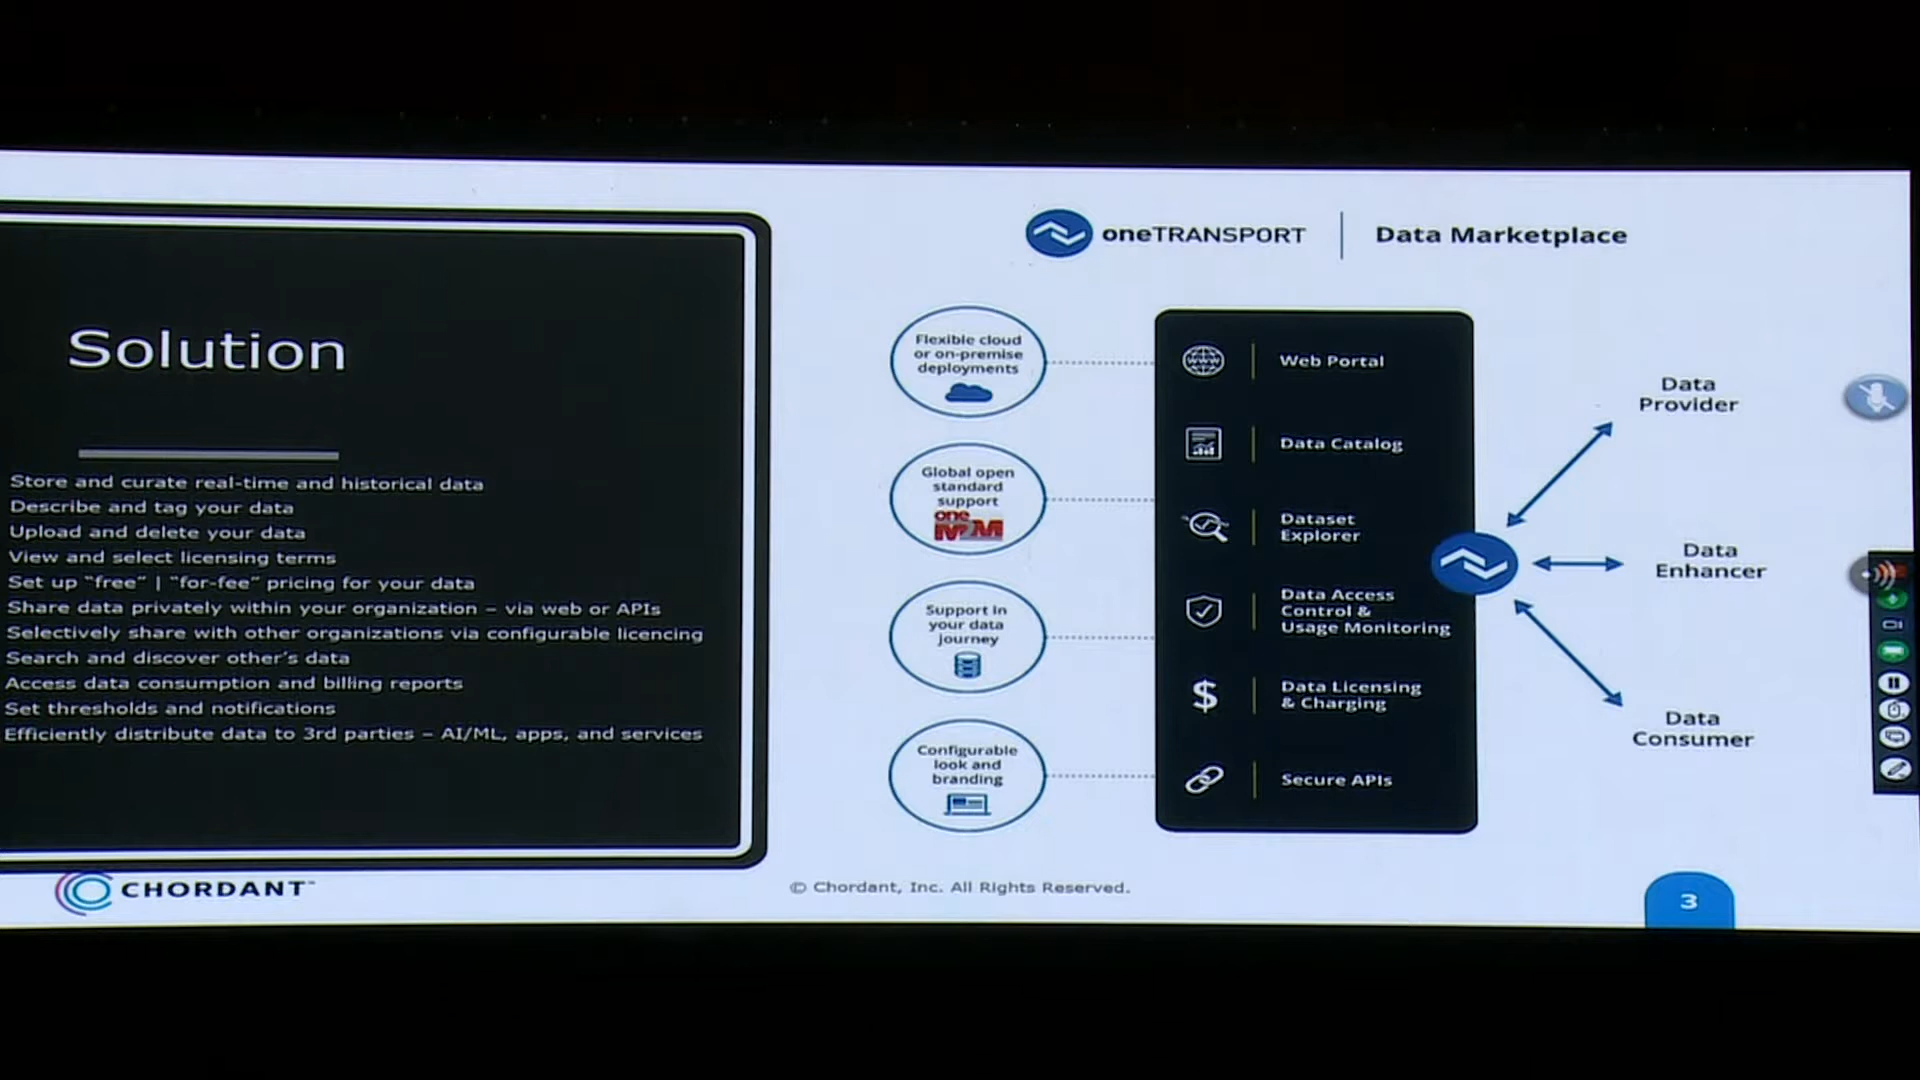 Solution
Store and curate real-time and historical data
Describe and tag your data
Upload and delete your data
View and select licensing terms
Set up “free” | “for-fee” pricing for your data
Share data privately within your organization – via web or APIs
Selectively share with other organizations via configurable licencing
Search and discover other’s data
Access data consumption and billing reports
Set thresholds and notifications
Efficiently distribute data to 3rd parties – AI/ML, apps, and services
oneTRANSPORT | Data Marketplace
Flexible cloud
or on-premise
deployments
Global open
standard
support
one
M2M
Support in
your data
journey
Configurable
look and
branding
www
Web Portal
Data Catalog
Dataset
Explorer
Data Access
Control &
Usage Monitoring
$
Data Licensing
& Charging
Secure APIs
Data
Provider
Data
Enhancer
Data
Consumer
CHORDANT™
© Chordant, Inc. All Rights Reserved.
3